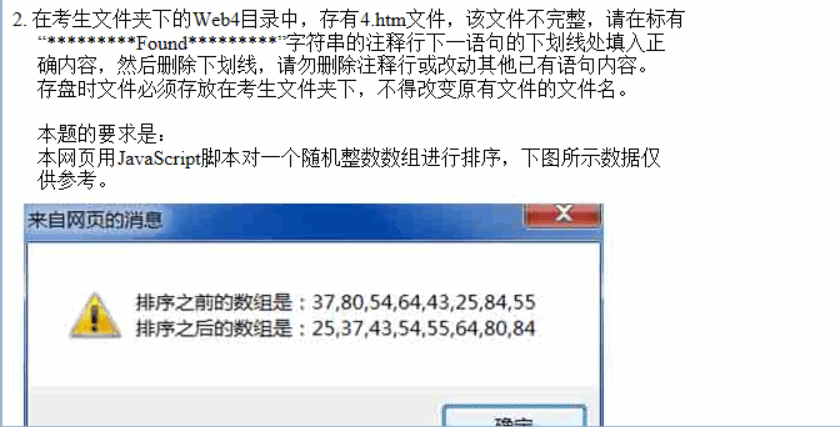 2. 在考生文件夹下的Web4目录中，存有4.htm文件，该文件不完整，请在标有
“*********Found*********”字符串的注释行下一语句的下划线处填入正
确内容，然后删除下划线，请勿删除注释行或改动其他已有语句内容。
存盘时文件必须存放在考生文件夹下，不得改变原有文件的文件名。
本题的要求是：
本网页用JavaScript脚本对一个随机整数数组进行排序，下图所示数据仅
供参考。
来自网页的消息
排序之前的数组是：37,80,54,64,43,25,84,55
排序之后的数组是：25,37,43,54,55,64,80,84
确定